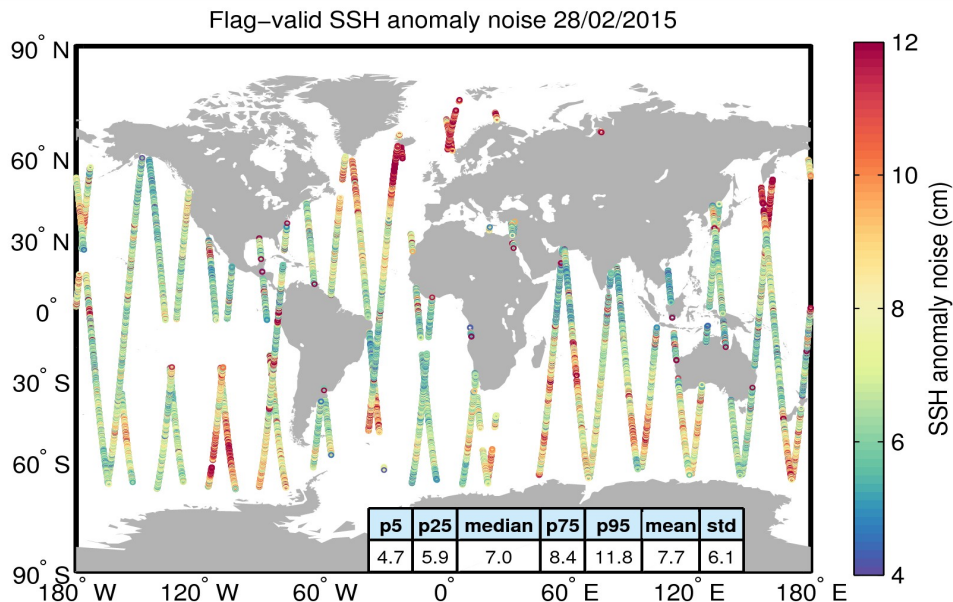 Flag−valid SSH anomaly noise 28/02/2015
90° N
60° N
30° N
0°
30° S
60° S
90° S
180° W
120° W
60° W
0°
60° E
120° E
180° E
p5 p25 median p75 p95 mean std
4.7 5.9 7.0 8.4 11.8 7.7 6.1
12
10
8
6
4
SSH anomaly noise (cm)